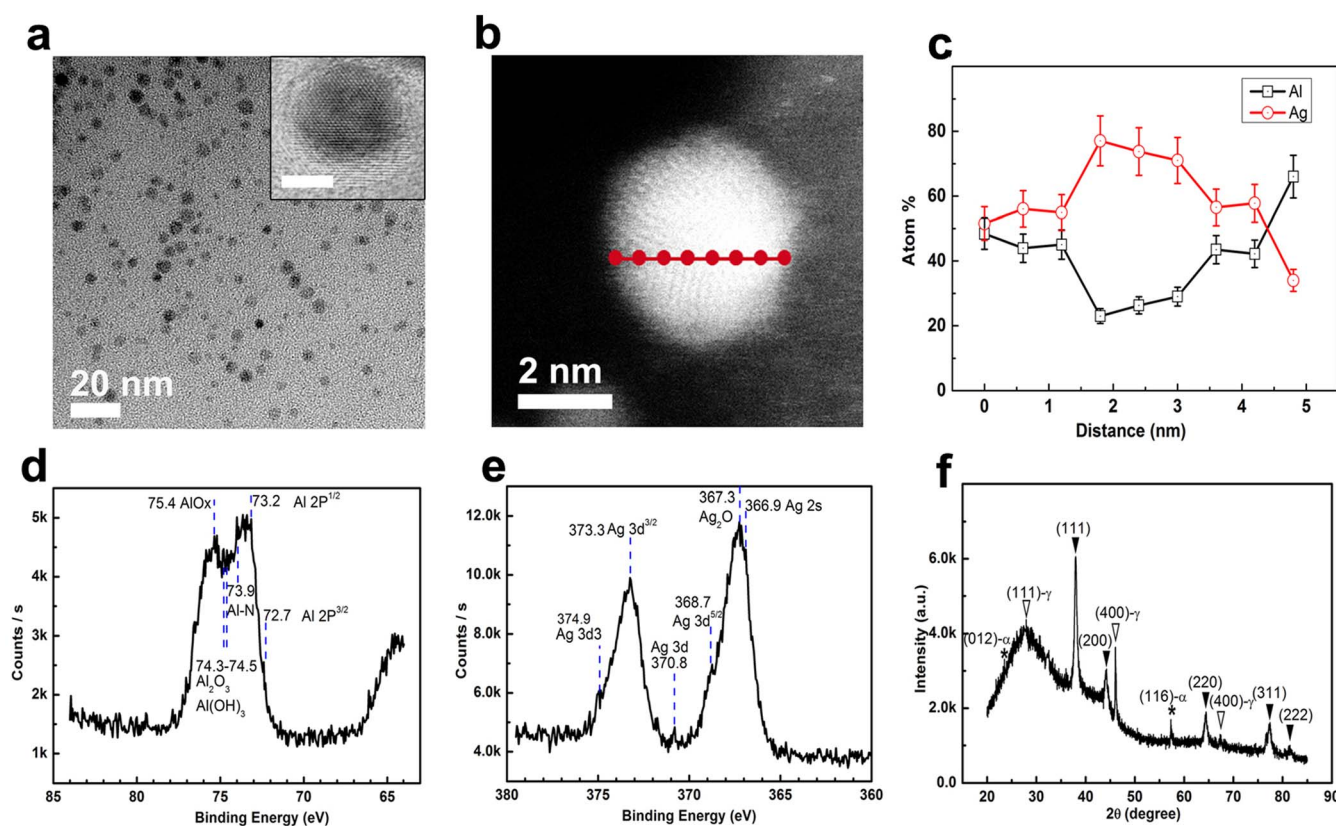 a
20 nm
b
2 nm
c
Al
Ag
80
60
40
20
0
Atom %
0 1 2 3 4 5
Distance (nm)
d
75.4 AlOx
73.2 Al 2P1/2
73.9
Al-N
72.7 Al 2P3/2
74.3-74.5
Al2O3
Al(OH)3
5k
4k
3k
2k
1k
Counts / s
85 80 75 70 65
Binding Energy (eV)
e
367.3
Ag2O
366.9 Ag 2s
373.3 Ag 3d3/2
368.7
Ag 3d5/2
374.9
Ag 3d3
Ag 3d
370.8
12.0k
10.0k
8.0k
6.0k
4.0k
Counts / s
380 375 370 365 360
Binding Energy (eV)
f
(111)
(111)-γ
(400)-γ
(012)-α
(200)
(116)-α
(220)
(400)-γ
(311)
(222)
6.0k
4.0k
2.0k
0.0
Intensity (a.u.)
20 30 40 50 60 70 80 90
2θ (degree)